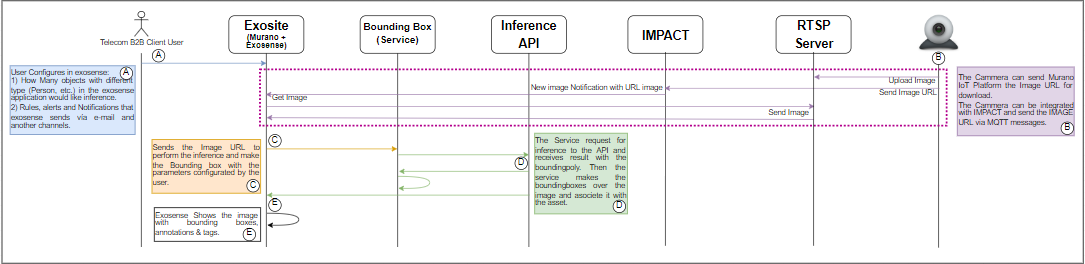 Telecom B2B Client User
Exosite
(Murano +
Exosense)
Bounding Box
(Service)
Inference
API
IMPACT
RTSP
Server
A
B
User Configures in exosense:
A
1) How Many objects with different
type (Person, etc.) in the exosense
application would like inference.
2) Rules, alerts and Notifications that
exosense sends via e-mail and
another channels.
Upload Image
New image Notification with URL image
Send Image URL
Get Image
Send Image
The Cammera can send Murano
IoT Platform the Image URL for
download.
The Cammera can be integrated
with IMPACT and send the IMAGE
URL via MQTT messages.
B
C
Sends the Image URL to
perform the inference and make
the Bounding box with the
parameters configurated by the
user.
C
D
The Service request for
inference to the API and
receives result with the
boundingpoly. Then the
service makes the
boundingboxes over the
image and asociete it with
the asset.
D
E
Exosense Shows the image
with bounding boxes,
annotations & tags.
E